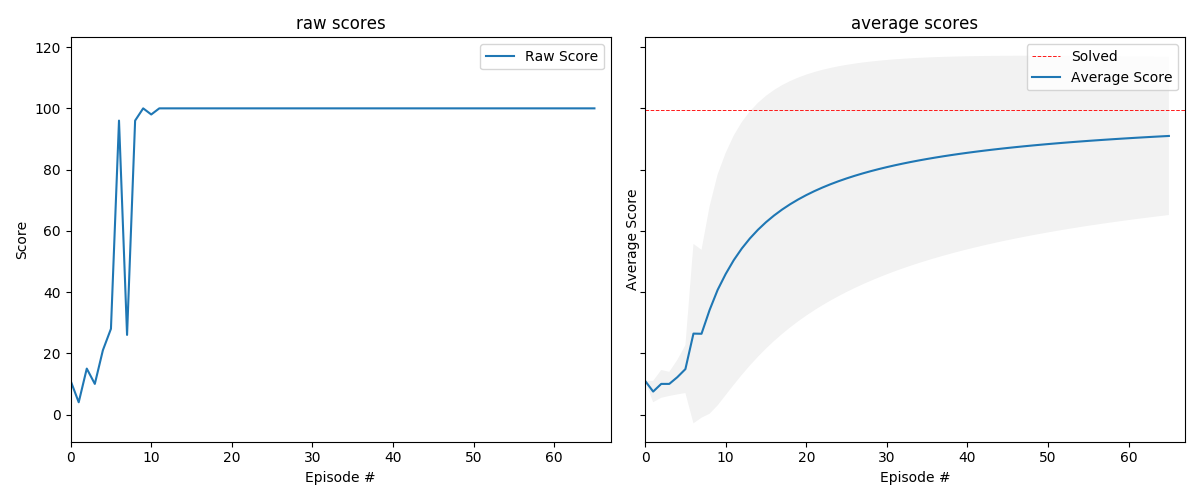 raw scores
Raw Score
Score
120
100
80
60
40
20
0
0 10 20 30 40 50 60
Episode #
average scores
Solved
Average Score
Average Score
0 10 20 30 40 50 60
Episode #